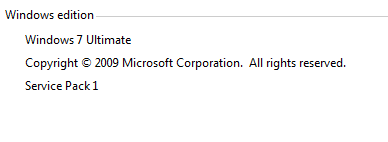 Windows edition
Windows 7 Ultimate
Copyright © 2009 Microsoft Corporation.  All rights reserved.
Service Pack 1